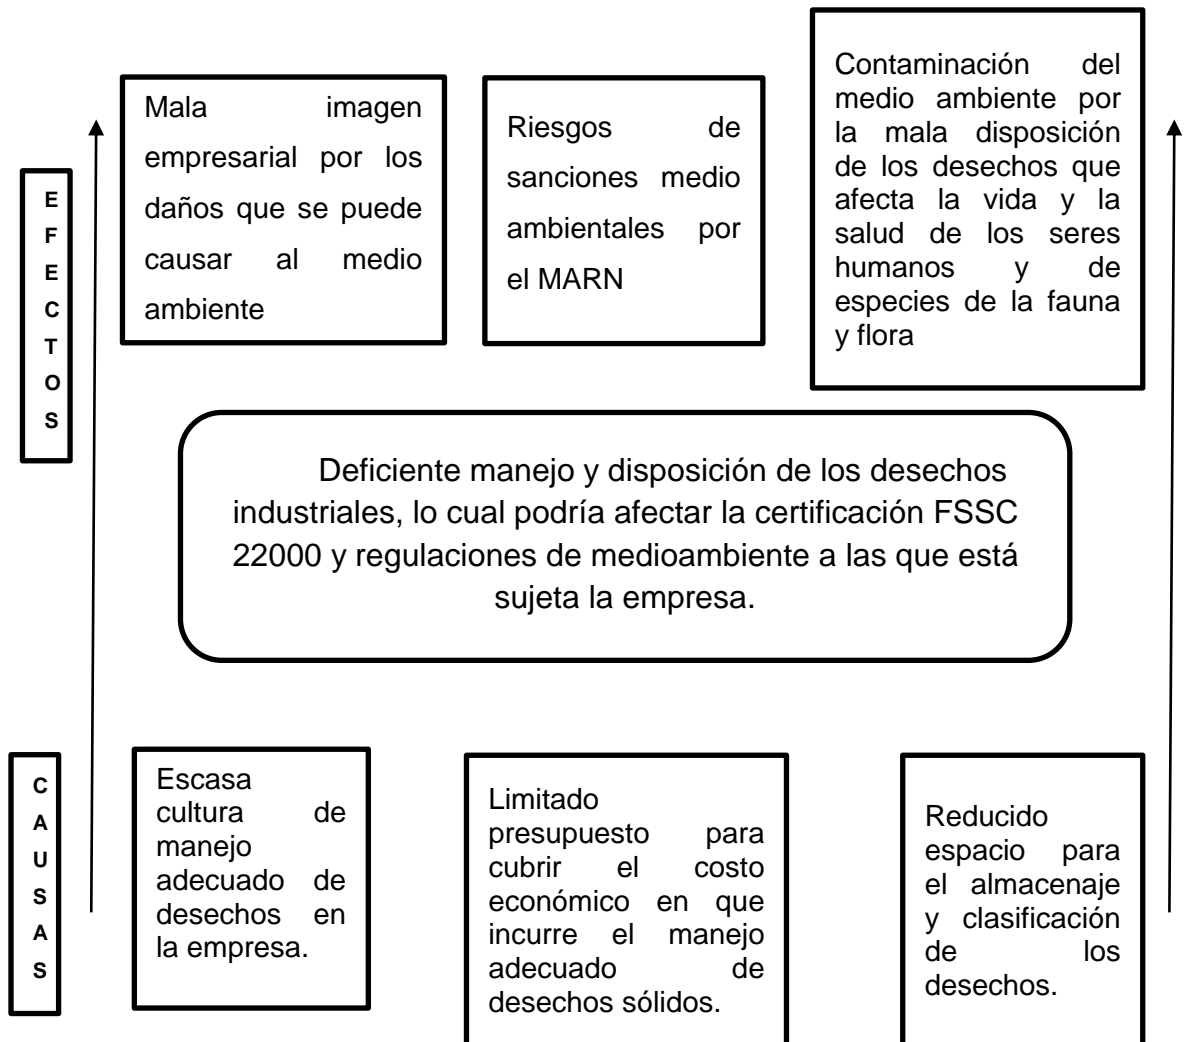 Mala imagen
empresarial por los
daños que se puede
causar al medio
ambiente
Riesgos de
sanciones medio
ambientales por
el MARN
Contaminación del
medio ambiente por
la mala disposición
de los desechos que
afecta la vida y la
salud de los seres
humanos y de
especies de la fauna
y flora
E
F
E
C
T
O
S
Deficiente manejo y disposición de los desechos
industriales, lo cual podría afectar la certificación FSSC
22000 y regulaciones de medioambiente a las que está
sujeta la empresa.
C
A
U
S
A
S
Escasa
cultura de
manejo
adecuado de
desechos en
la empresa.
Limitado
presupuesto para
cubrir el costo
económico en que
incurre el manejo
adecuado de
desechos sólidos.
Reducido
espacio para
el almacenaje
y clasificación
de los
desechos.